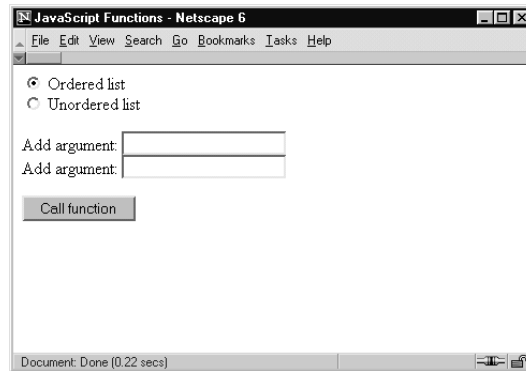 JavaScript Functions - Netscape 6
File Edit View Search Go Bookmarks Tasks Help
Ordered list
Unordered list
Add argument:
Add argument:
Call function
Document: Done (0.22 secs)